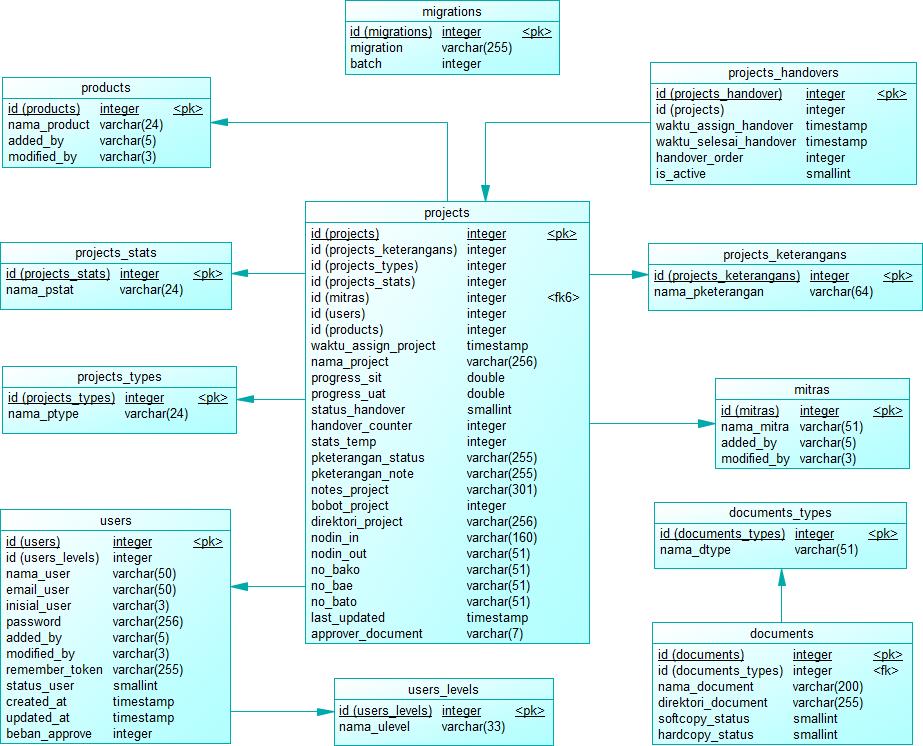 migrations
id (migrations) integer <pk>
migration varchar(255)
batch integer
products
id (products) integer <pk>
nama_product varchar(24)
added_by varchar(5)
modified_by varchar(3)
projects_handovers
id (projects_handover) integer <pk>
id (projects) integer
waktu_assign_handover timestamp
waktu_selesai_handover timestamp
handover_order integer
is_active smallint
projects
id (projects) integer <pk>
id (projects_keterangans) integer
id (projects_types) integer
id (projects_stats) integer
id (mitras) integer <fk6>
id (users) integer
id (products) integer
waktu_assign_project timestamp
nama_project varchar(256)
progress_sit double
progress_uat double
status_handover smallint
handover_counter integer
stats_temp integer
pketerangan_status varchar(255)
pketerangan_note varchar(255)
notes_project varchar(301)
bobot_project integer
direktori_project varchar(256)
nodin_in varchar(160)
nodin_out varchar(51)
no_bako varchar(51)
no_bae varchar(51)
no_bato varchar(51)
last_updated timestamp
approver_document varchar(7)
projects_stats
id (projects_stats) integer <pk>
nama_pstat varchar(24)
projects_keterangans
id (projects_keterangans) integer <pk>
nama_pketerangan varchar(64)
projects_types
id (projects_types) integer <pk>
nama_ptype varchar(24)
mitras
id (mitras) integer <pk>
nama_mitra varchar(51)
added_by varchar(5)
modified_by varchar(3)
users
id (users) integer <pk>
id (users_levels) integer
nama_user varchar(50)
email_user varchar(50)
inisial_user varchar(3)
password varchar(256)
added_by varchar(5)
modified_by varchar(3)
remember_token varchar(255)
status_user smallint
created_at timestamp
updated_at timestamp
beban_approve integer
documents_types
id (documents_types) integer <pk>
nama_dtype varchar(51)
documents
id (documents) integer <pk>
id (documents_types) integer <fk>
nama_document varchar(200)
direktori_document varchar(255)
softcopy_status smallint
hardcopy_status smallint
users_levels
id (users_levels) integer <pk>
nama_ulevel varchar(33)